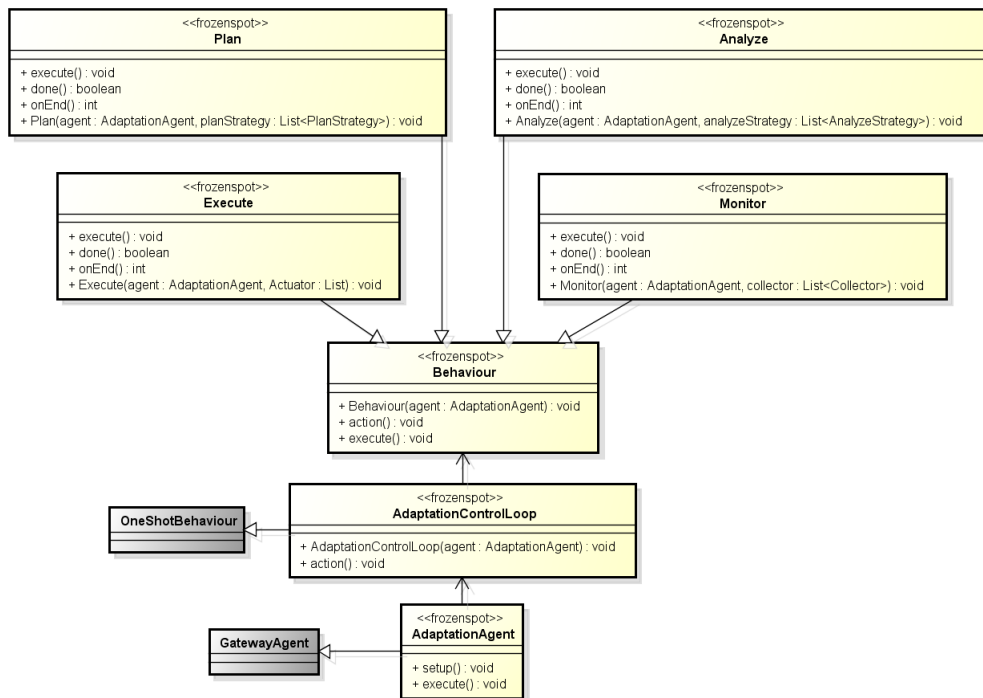 <<frozenspot>>
Plan
+ execute() : void
+ done() : boolean
+ onEnd() : int
+ Plan(agent : AdaptationAgent, planStrategy : List<PlanStrategy>) : void
<<frozenspot>>
Analyze
+ execute() : void
+ done() : boolean
+ onEnd() : int
+ Analyze(agent : AdaptationAgent, analyzeStrategy : List<AnalyzeStrategy>) : void
<<frozenspot>>
Execute
+ execute() : void
+ done() : boolean
+ onEnd() : int
+ Execute(agent : AdaptationAgent, Actuator : List) : void
<<frozenspot>>
Monitor
+ execute() : void
+ done() : boolean
+ onEnd() : int
+ Monitor(agent : AdaptationAgent, collector : List<Collector>) : void
<<frozenspot>>
Behaviour
+ Behaviour(agent : AdaptationAgent) : void
+ action() : void
+ execute() : void
<<frozenspot>>
AdaptationControlLoop
+ AdaptationControlLoop(agent : AdaptationAgent) : void
+ action() : void
OneShotBehaviour
<<frozenspot>>
AdaptationAgent
+ setup() : void
+ execute() : void
GatewayAgent